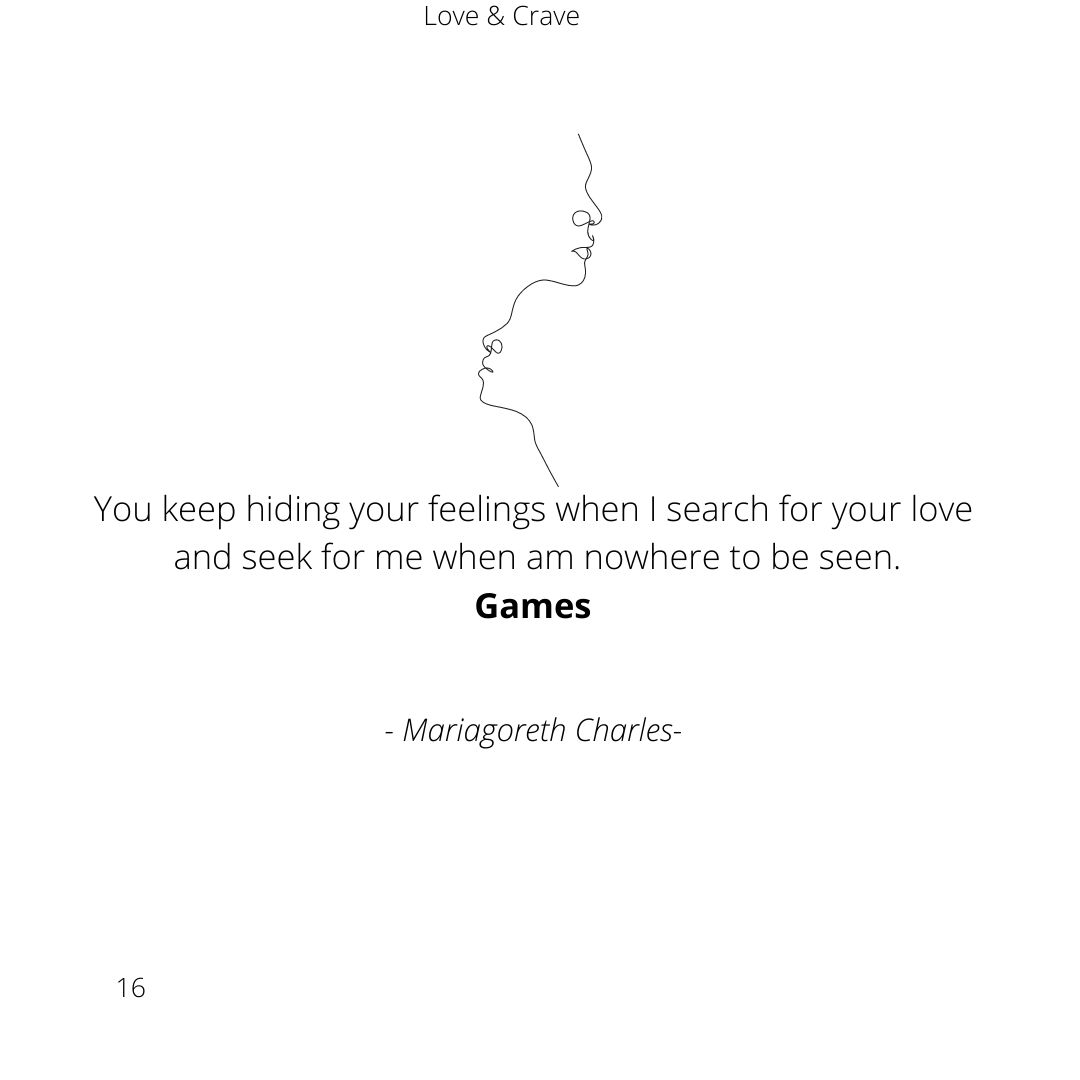 Love & Crave
You keep hiding your feelings when I search for your love
and seek for me when am nowhere to be seen.
Games
- Mariagoreth Charles-
16